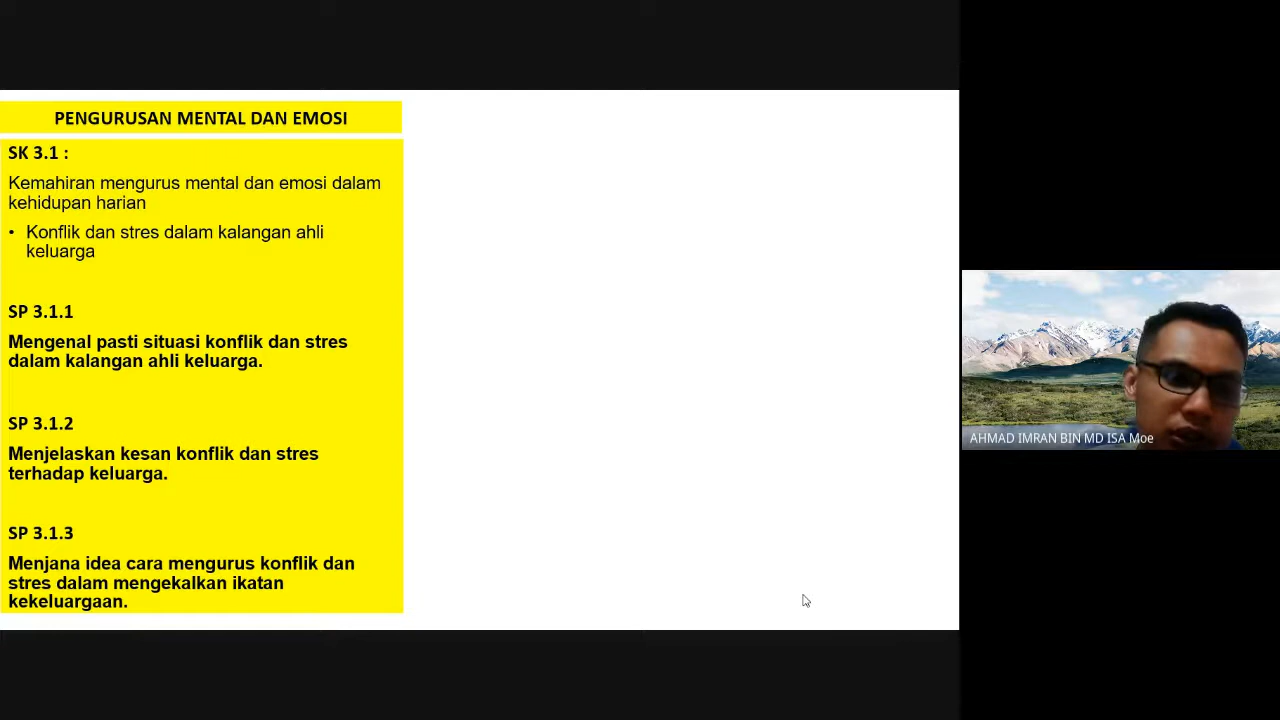 PENGURUSAN MENTAL DAN EMOSI
SK 3.1 :
Kemahiran mengurus mental dan emosi dalam
kehidupan harian
• Konflik dan stres dalam kalangan ahli
keluarga
SP 3.1.1
Mengenal pasti situasi konflik dan stres
dalam kalangan ahli keluarga.
SP 3.1.2
Menjelaskan kesan konflik dan stres
terhadap keluarga.
SP 3.1.3
Menjana idea cara mengurus konflik dan
stres dalam mengekalkan ikatan
kekeluargaan.
AHMAD IMRAN BIN MD ISA Moe